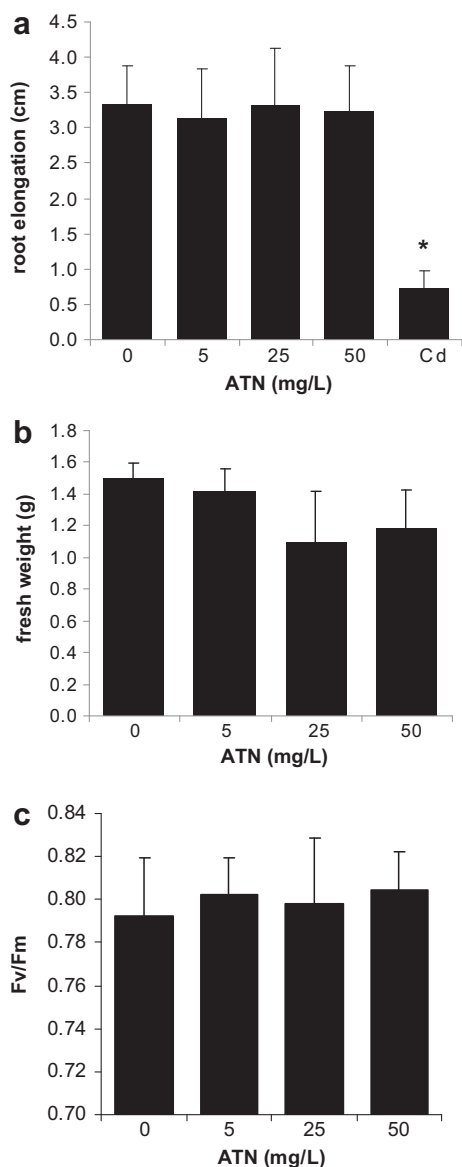 a
root elongation (cm)
4.5
4.0
3.5
3.0
2.5
2.0
1.5
1.0
0.5
0.0
*
0 5 25 50 Cd
ATN (mg/L)
b
fresh weight (g)
1.8
1.6
1.4
1.2
1.0
0.8
0.6
0.4
0.2
0.0
0 5 25 50
ATN (mg/L)
c
Fv/Fm
0.84
0.82
0.80
0.78
0.76
0.74
0.72
0.70
0 5 25 50
ATN (mg/L)